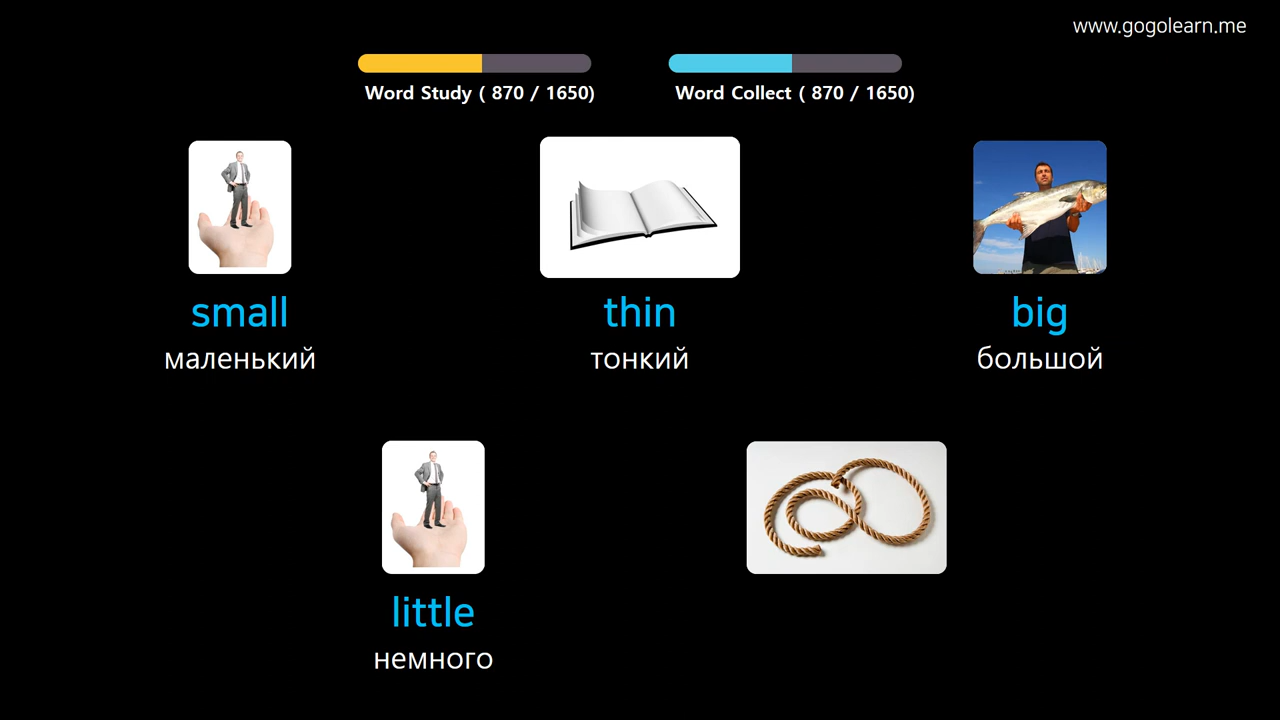 www.gogolearn.me
Word Study ( 870 / 1650)
Word Collect ( 870 / 1650)
small
маленький
thin
тонкий
big
большой
little
немного